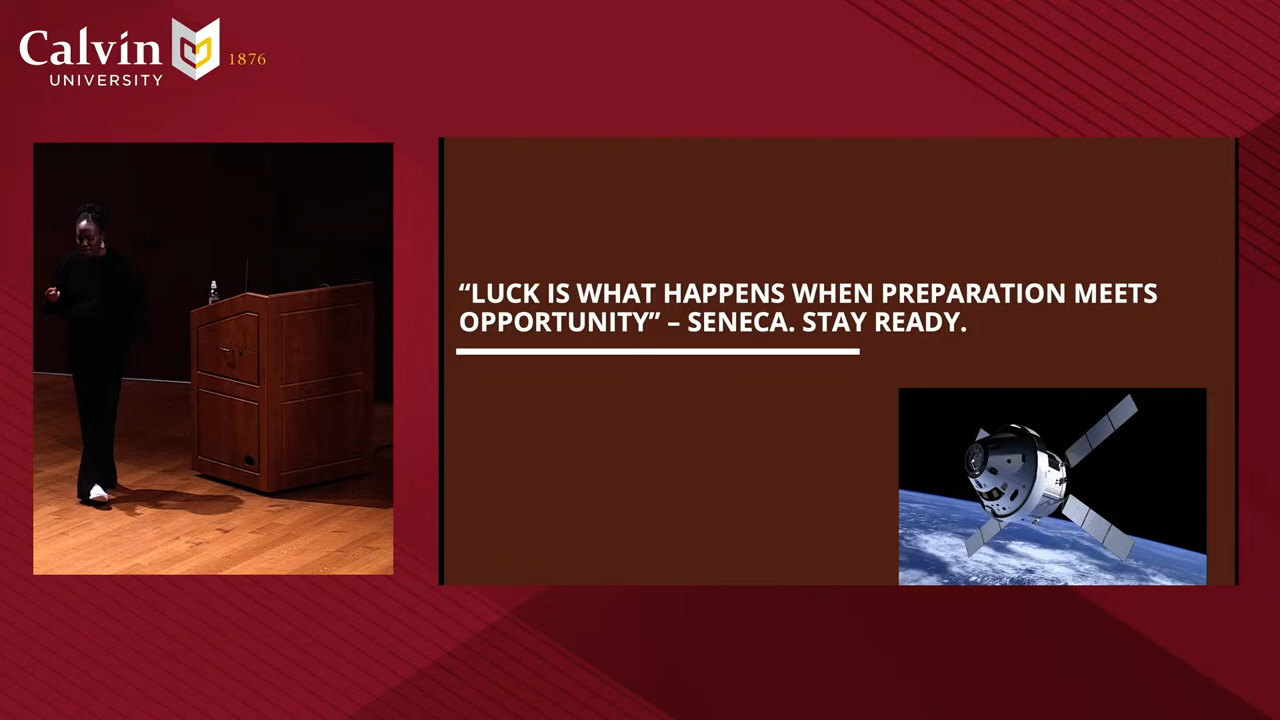 Calvin
UNIVERSITY
1876
“LUCK IS WHAT HAPPENS WHEN PREPARATION MEETS
OPPORTUNITY” – SENECA. STAY READY.